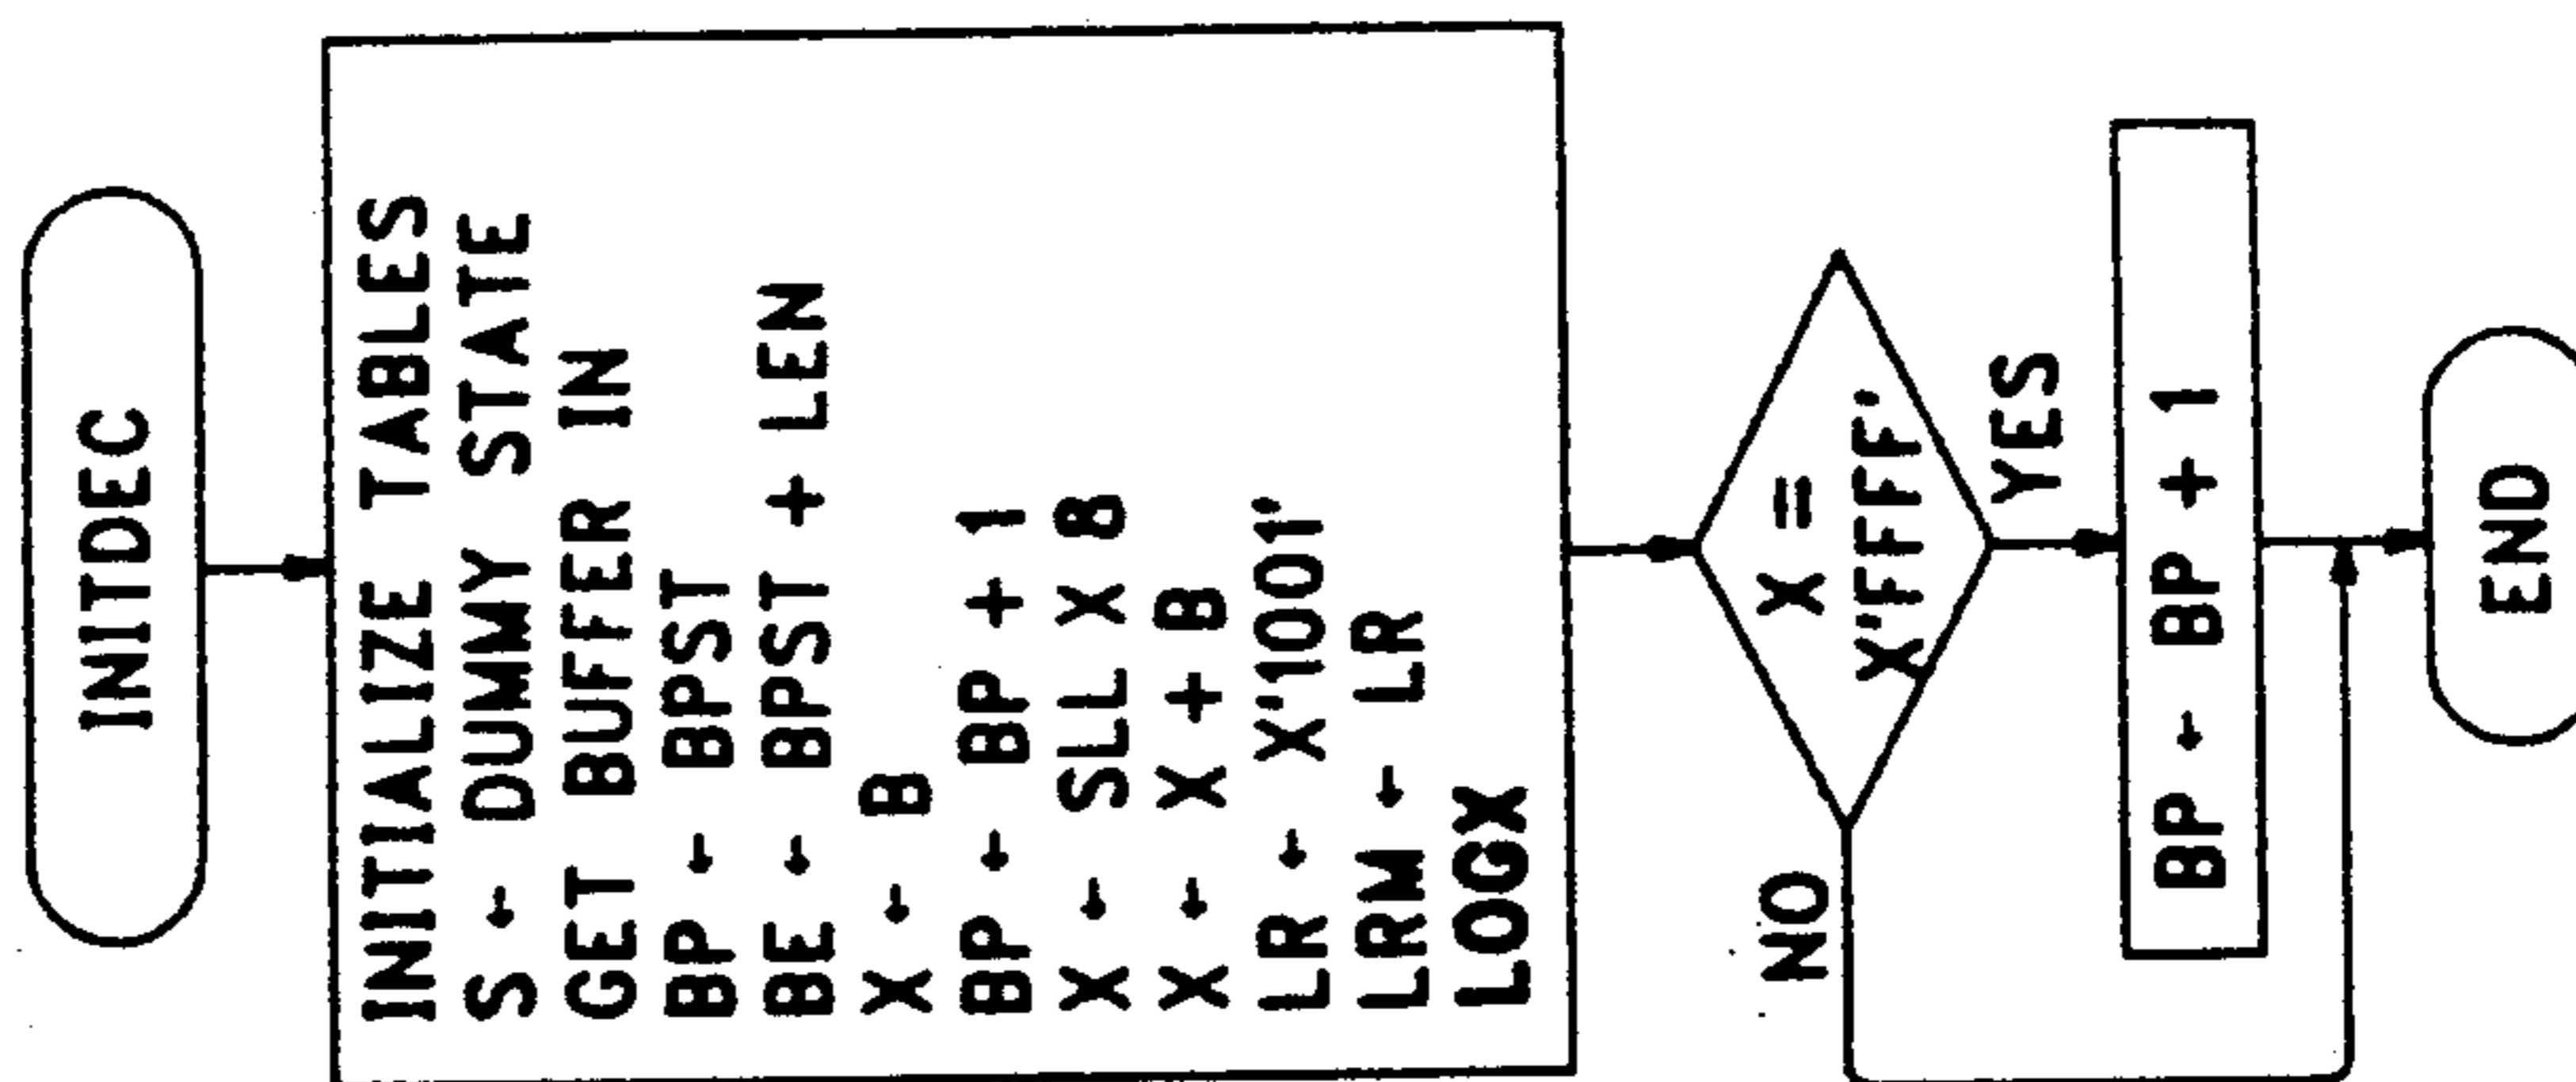 INITDEC
INITIALIZE TABLES
S ← DUMMY STATE
GET BUFFER IN
BP ← BPST
BE ← BPST + LEN
X ← B
BP ← BP + 1
X ← SLL X 8
X ← X + B
LR ← X'1001'
LRM ← LR
LOGX
X =
X'FFFF'
NO
YES
BP ← BP + 1
END